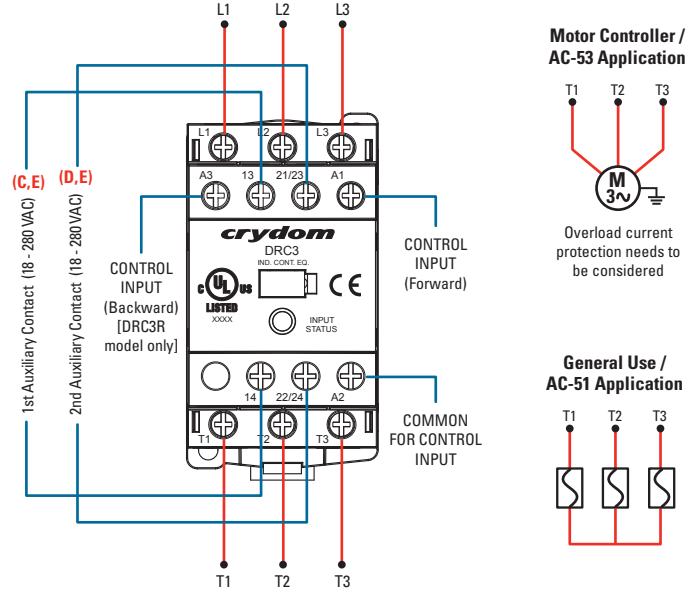 L1 L2 L3
Motor Controller /
AC-53 Application
T1 T2 T3
M
3~
Overload current
protection needs to
be considered
L1 L2 L3
A3 13 21/23 A1
(C,E) (D,E)
1st Auxiliary Contact (18 - 280 VAC)
2nd Auxiliary Contact (18 - 280 VAC)
crydom
DRC3
IND. CONT. EQ.
CONTROL
INPUT
(Backward)
[DRC3R
model only]
CONTROL
INPUT
(Forward)
C UL US
LISTED
XXXX
CE
INPUT
STATUS
14 22/24 A2
T1 T2 T3
COMMON
FOR CONTROL
INPUT
T1 T2 T3
General Use /
AC-51 Application
T1 T2 T3